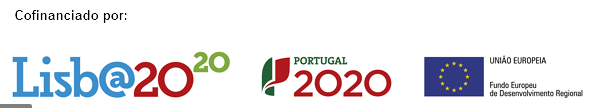 Cofinanciado por:
Lisb@2020
PORTUGAL
2020
UNIÃO EUROPEIA
Fundo Europeu
de Desenvolvimento Regional